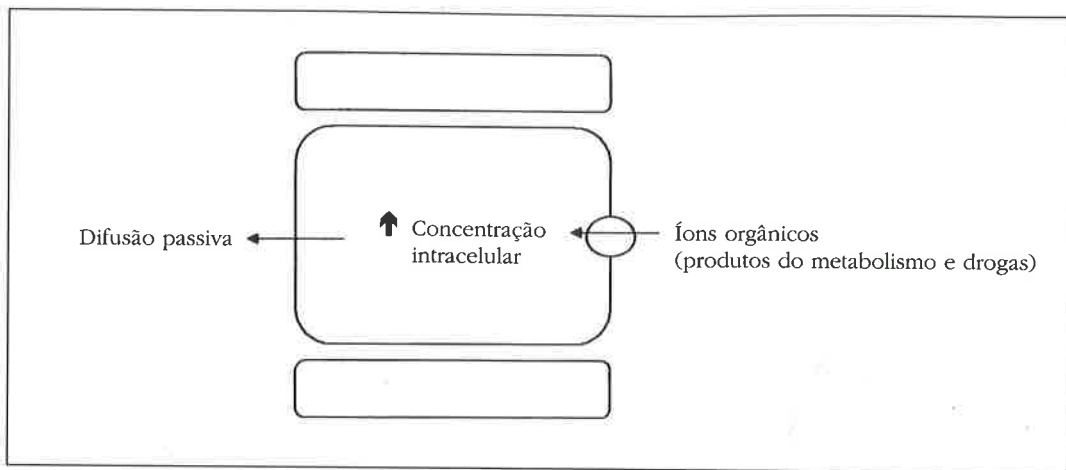 Difusão passiva
Concentração
intracelular
Íons orgânicos
(produtos do metabolismo e drogas)